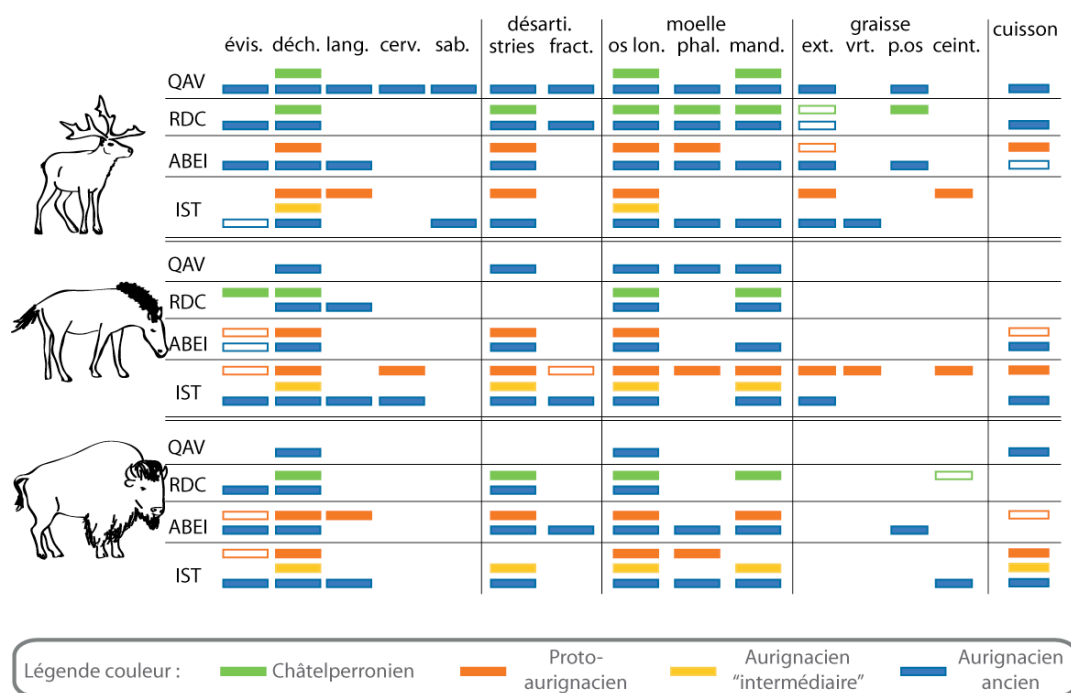 désarti. moelle graisse
évis. déch. lang. cerv. sab. stries fract. os lon. phal. mand. ext. vrt. p.os ceint. cuisson
QAV
RDC
ABEI
IST
QAV
RDC
ABEI
IST
QAV
RDC
ABEI
IST
Légende couleur : Châtelperronien Proto- Aurignacien Aurignacien
aurignacien "intermédiaire" ancien